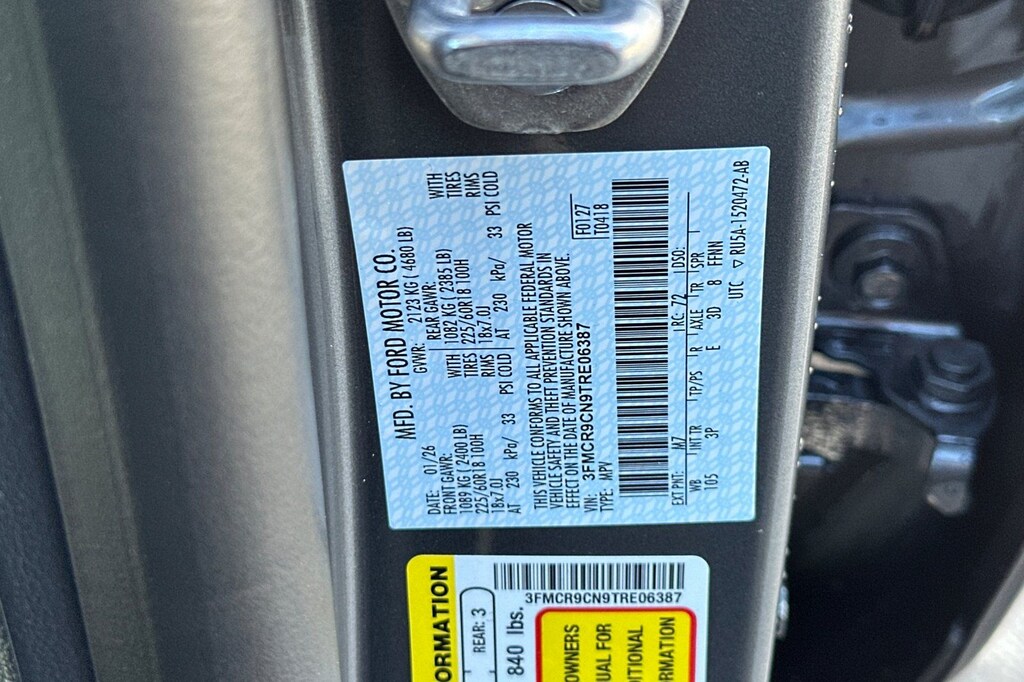 MFD. BY FORD MOTOR CO.
DATE: 01/26 GVWR: 2123 KG ( 4680 LB)
FRONT GAWR: REAR GAWR:
1089 KG ( 2400 LB) WITH 1082 KG ( 2385 LB) WITH
225/60R18 100H TIRES 225/60R18 100H TIRES
18x7.0J RIMS 18x7.0J RIMS
AT 230 kPa/ 33 PSI COLD AT 230 kPa/ 33 PSI COLD
THIS VEHICLE CONFORMS TO ALL APPLICABLE FEDERAL MOTOR
VEHICLE SAFETY AND THEFT PREVENTION STANDARDS IN
EFFECT ON THE DATE OF MANUFACTURE SHOWN ABOVE.
VIN: 3FMCR9CN9TRE06387 F0127
TYPE: MPV T0418
EXT PNT: M7 RC: 72 DSO:
WB INT TR TP/PS R AXLE TR SPR
105 3P E 3D 8 FFNN
UTC ▽ RU5A-1520472-AB
ORMATION
REAR: 3
3FMCR9CN9TRE06387
840 lbs.
OWNERS
UAL FOR
DITIONAL
RMATION